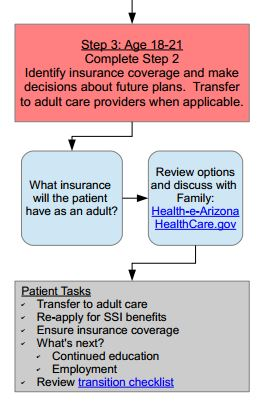 Step 3: Age 18-21
Complete Step 2
Identify insurance coverage and make
decisions about future plans. Transfer
to adult care providers when applicable.
What insurance
will the patient
have as an adult?
Review options
and discuss with
Family:
Health-e-Arizona
HealthCare.gov
Patient Tasks
✓ Transfer to adult care
✓ Re-apply for SSI benefits
✓ Ensure insurance coverage
✓ What's next?
✓ Continued education
✓ Employment
✓ Review transition checklist